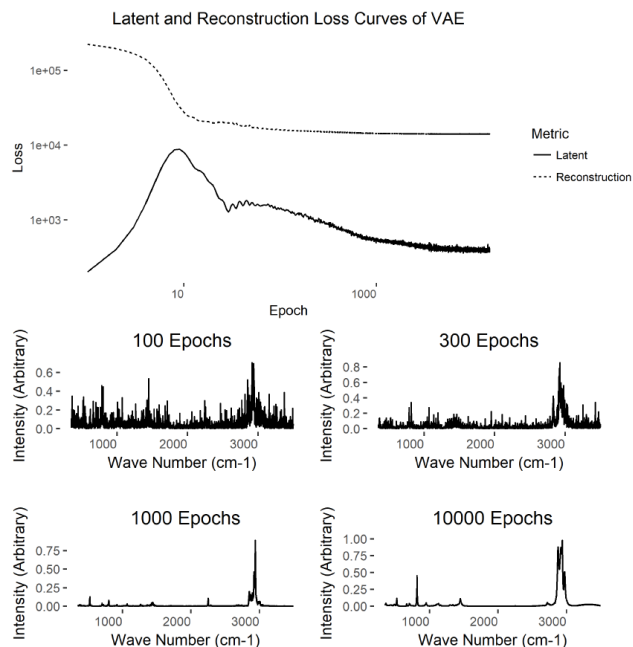 Latent and Reconstruction Loss Curves of VAE
1e+05
1e+04
1e+03
Loss
10
1000
Epoch
Metric
Latent
Reconstruction
100 Epochs
Intensity (Arbitrary)
0.6
0.4
0.2
0.0
1000 2000 3000
Wave Number (cm-1)
300 Epochs
Intensity (Arbitrary)
0.8
0.6
0.4
0.2
0.0
1000 2000 3000
Wave Number (cm-1)
1000 Epochs
Intensity (Arbitrary)
0.75
0.50
0.25
0.00
1000 2000 3000
Wave Number (cm-1)
10000 Epochs
Intensity (Arbitrary)
1.00
0.75
0.50
0.25
0.00
1000 2000 3000
Wave Number (cm-1)